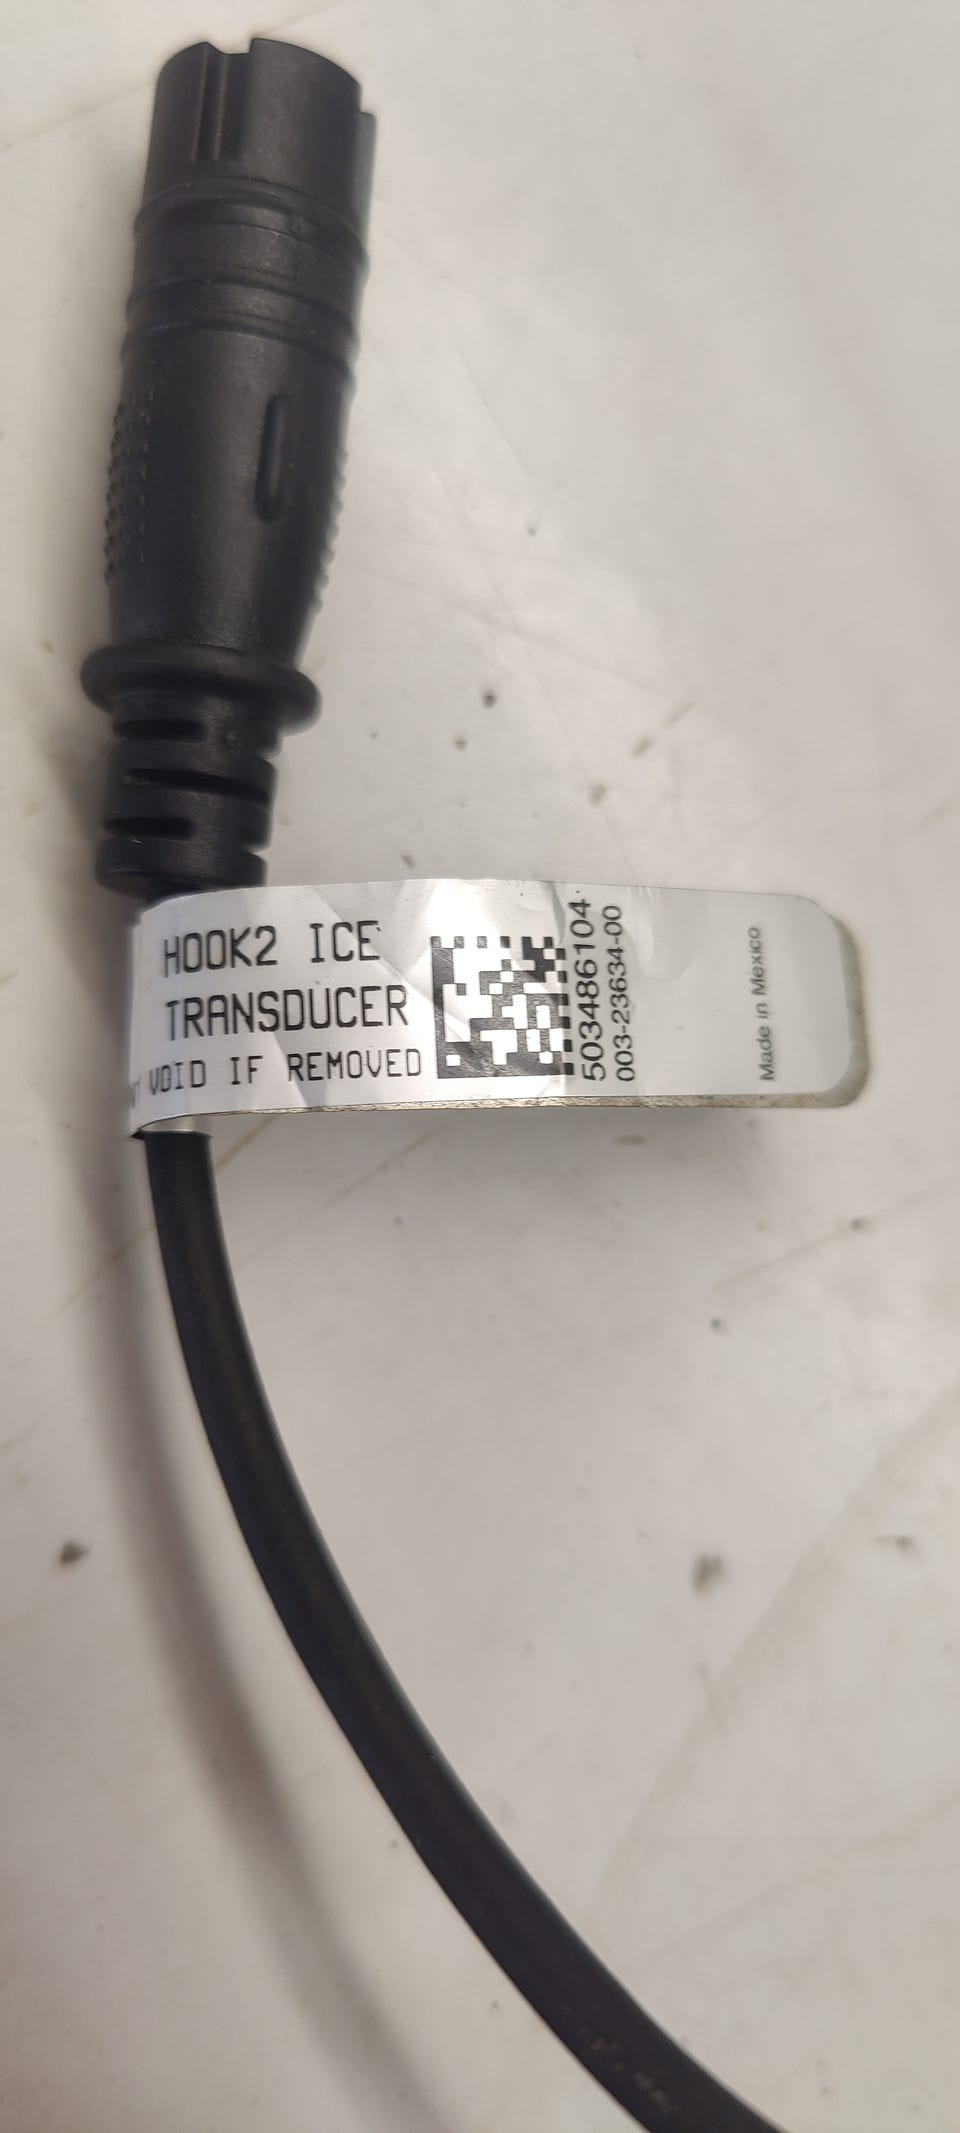 HOOK2 ICE
TRANSDUCER
VOID IF REMOVED
503486104
003-23634-00
Made in Mexico